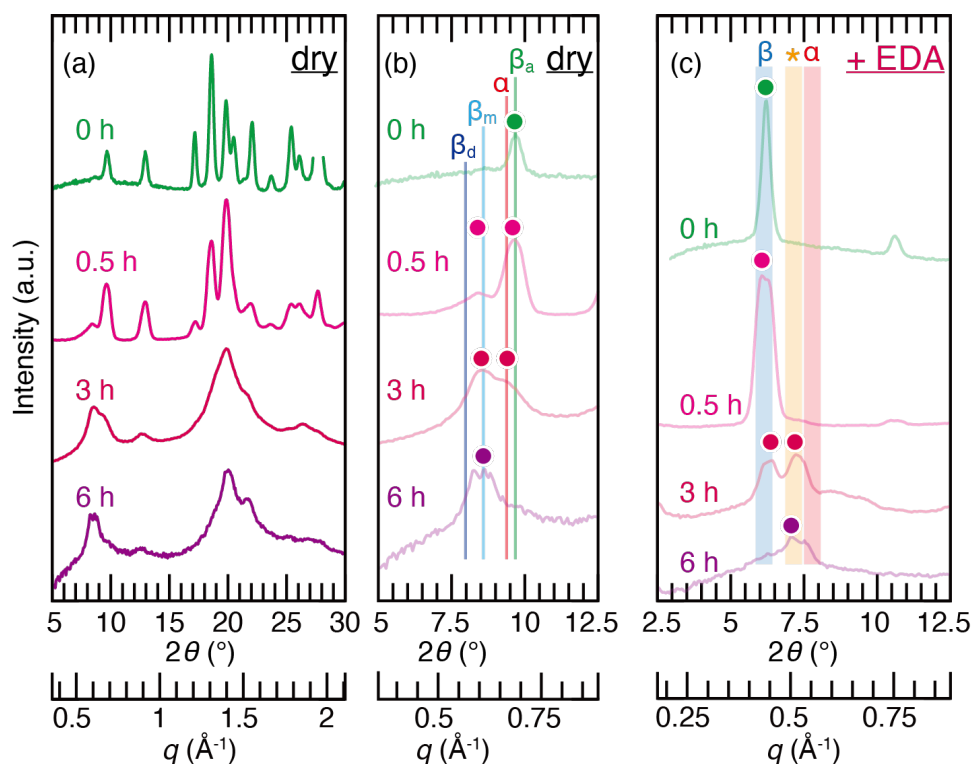 (a)
dry
0 h
0.5 h
3 h
6 h
Intensity (a.u.)
5 10 15 20 25 30
2θ (°)
0.5 1 1.5 2
q (Å⁻¹)
(b)
dry
βd
βm
α
βa
0 h
0.5 h
3 h
6 h
5 7.5 10 12.5
2θ (°)
0.5 0.75
q (Å⁻¹)
(c)
β * α
+ EDA
0 h
0.5 h
3 h
6 h
2.5 5 7.5 10 12.5
2θ (°)
0.25 0.5 0.75
q (Å⁻¹)